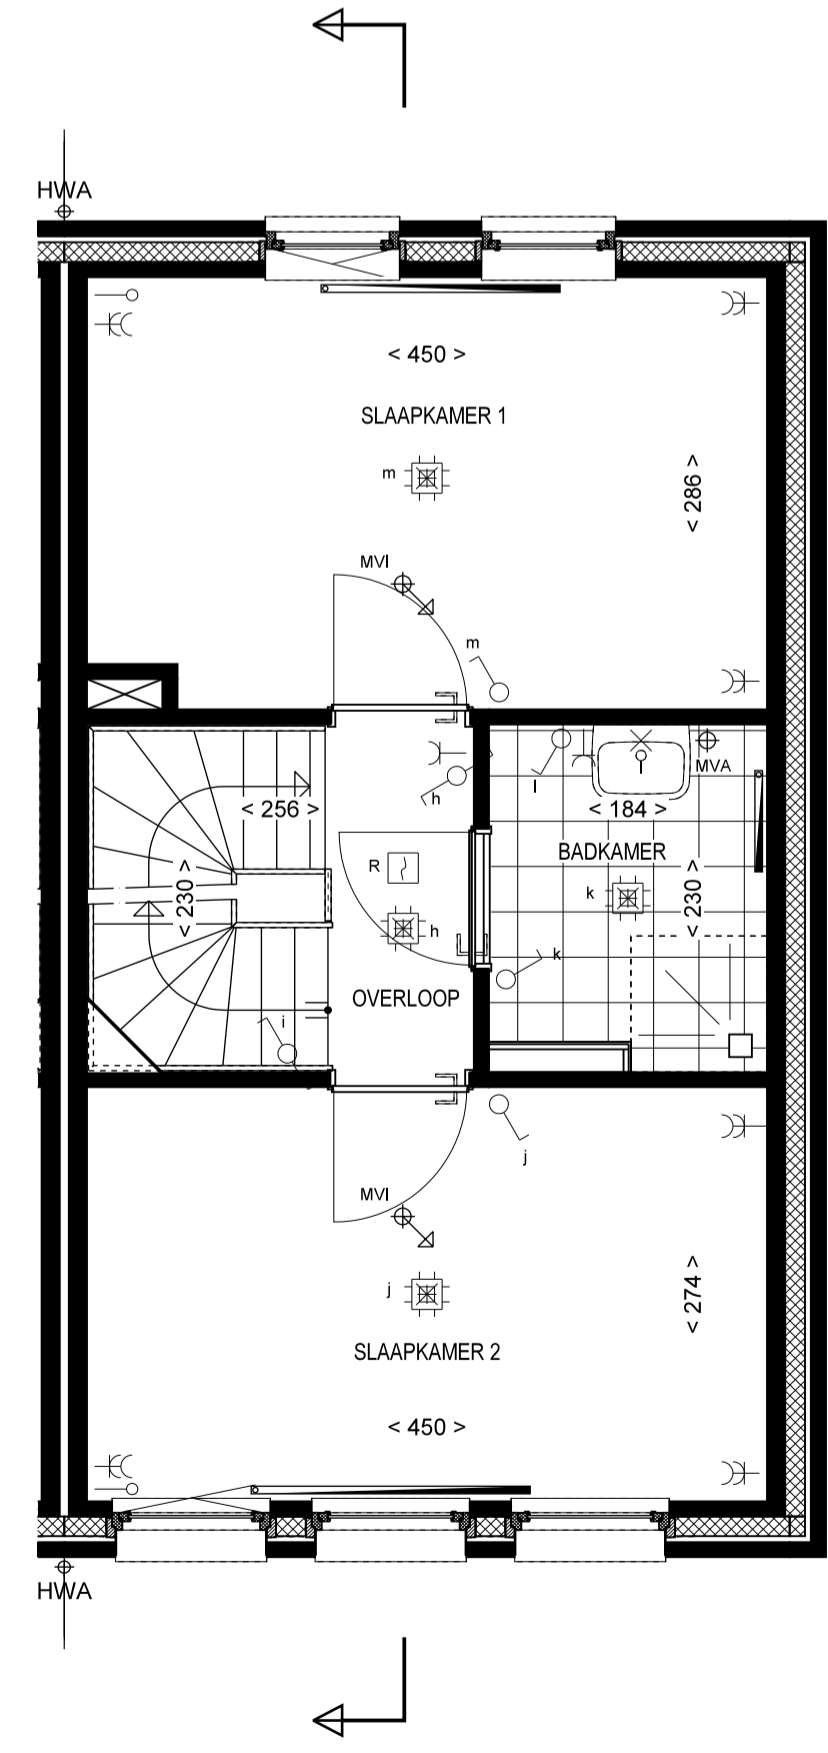 HWA
< 450 >
SLAAPKAMER 1
m
< 286 >
MVI
m
h
l
MVA
< 256 >
< 184 >
BADKAMER
R
< 230 >
k
< 230 >
h
k
OVERLOOP
i
j
MVI
j
< 274 >
SLAAPKAMER 2
< 450 >
HWA